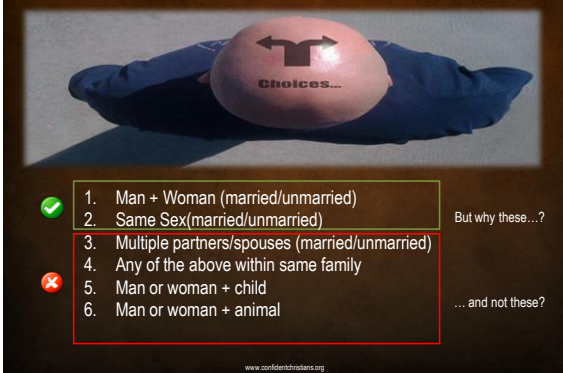 Choices...
1. Man + Woman (married/unmarried)
2. Same Sex(married/unmarried)
But why these…?
3. Multiple partners/spouses (married/unmarried)
4. Any of the above within same family
5. Man or woman + child
6. Man or woman + animal
… and not these?
www.confidentchristians.org